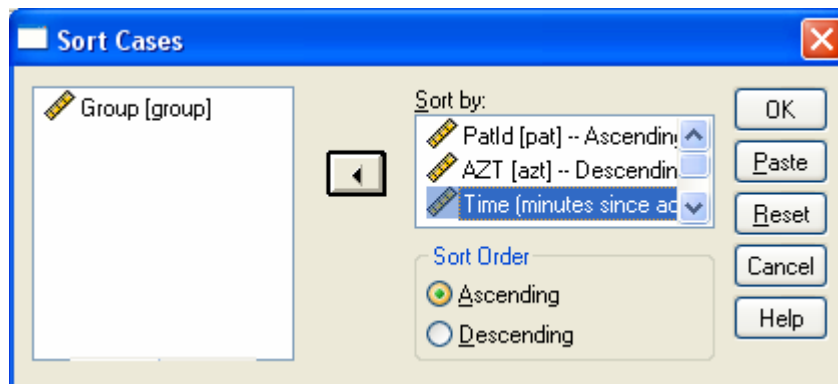 Sort Cases
Group [group]
Sort by:
PatId [pat] -- Ascending
AZT [azt] -- Descendin
Time (minutes since ac
Sort Order
Ascending
Descending
OK
Paste
Reset
Cancel
Help